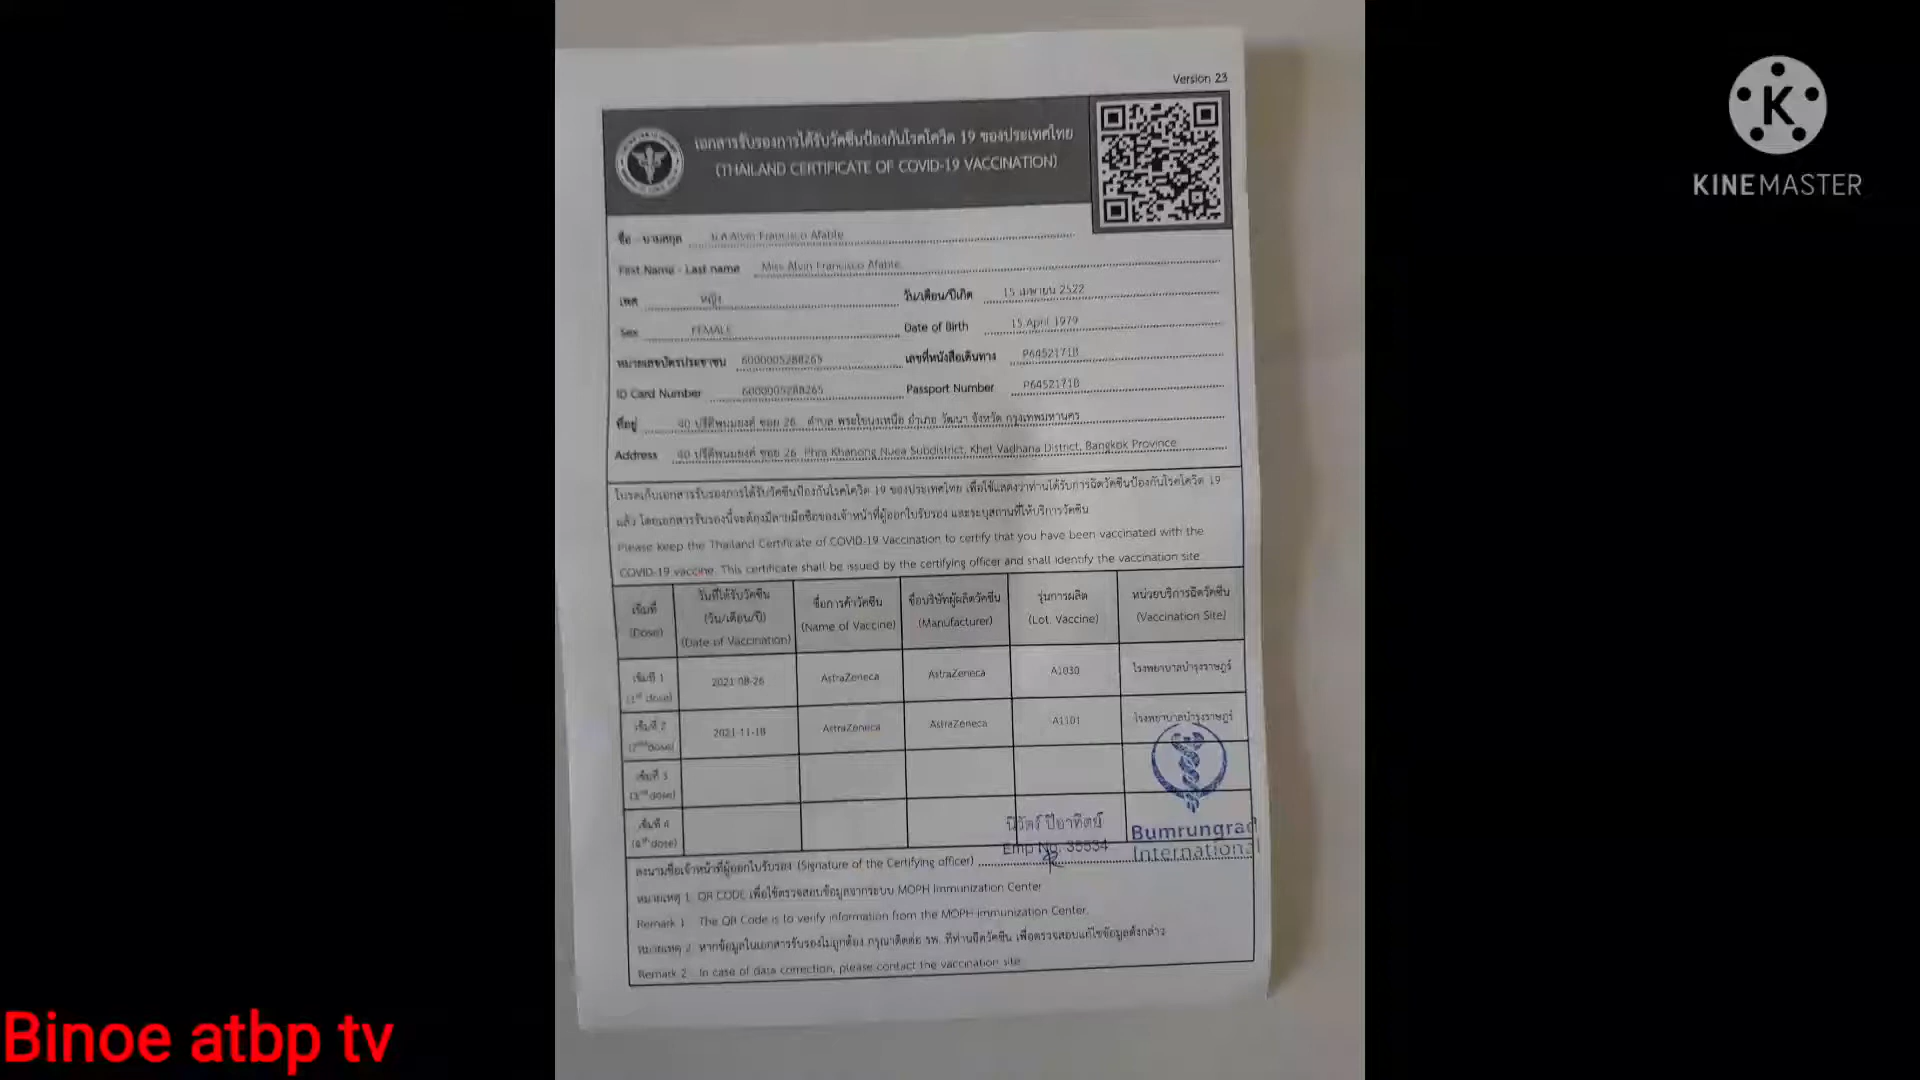 Version 23
เอกสารรับรองการได้รับวัคซีนป้องกันโรคโควิด 19 ของประเทศไทย
(THAILAND CERTIFICATE OF COVID-19 VACCINATION)
KINEMASTER
ชื่อ - นามสกุล น.ส Alvin Francisco Afable
First Name - Last name Miss Alvin Francisco Afable
เพศ หญิง วัน/เดือน/ปีเกิด 15 เมษายน 2522
Sex FEMALE Date of Birth 15 April 1979
หมายเลขบัตรประชาชน 6000005288265 เลขที่หนังสือเดินทาง P6452171B
ID Card Number 6000005288265 Passport Number P6452171B
ที่อยู่ 40 ปรีดีพนมยงค์ ซอย 26 ตำบล พระโขนงเหนือ อำเภอ วัฒนา จังหวัด กรุงเทพมหานคร
Address 40 ปรีดีพนมยงค์ ซอย 26 Phra Khanong Nuea Subdistrict, Khet Vadhana District, Bangkok Province
โปรดเก็บเอกสารรับรองการได้รับวัคซีนป้องกันโรคโควิด 19 ของประเทศไทย เพื่อใช้แสดงว่าท่านได้รับการฉีดวัคซีนป้องกันโรคโควิด 19
แล้ว โดยเอกสารรับรองนี้จะต้องมีลายมือชื่อของเจ้าหน้าที่ผู้ออกใบรับรอง และระบุสถานที่ให้บริการวัคซีน
Please keep the Thailand Certificate of COVID-19 Vaccination to certify that you have been vaccinated with the
COVID-19 vaccine. This certificate shall be issued by the certifying officer and shall identify the vaccination site.
เข็มที่ (Dose) วันที่ได้รับวัคซีน (วัน/เดือน/ปี) (Date of Vaccination) ชื่อการค้าวัคซีน (Name of Vaccine) ชื่อบริษัทผู้ผลิตวัคซีน (Manufacturer) รุ่นการผลิต (Lot. Vaccine) หน่วยบริการฉีดวัคซีน (Vaccination Site)
เข็มที่ 1 (1st dose) 2021-08-26 AstraZeneca AstraZeneca A1030 โรงพยาบาลบำรุงราษฎร์
เข็มที่ 2 (2nd dose) 2021-11-18 AstraZeneca AstraZeneca A1101 โรงพยาบาลบำรุงราษฎร์
เข็มที่ 3 (3rd dose)
เข็มที่ 4 (4th dose)
นิวัตร์ ปิยาทิตย์
Emp No. 38534
Bumrungrad
International
ลงนามชื่อเจ้าหน้าที่ผู้ออกใบรับรอง (Signature of the Certifying officer)
หมายเหตุ 1 QR CODE เพื่อใช้ตรวจสอบข้อมูลจากระบบ MOPH Immunization Center
Remark 1 The QR Code is to verify information from the MOPH immunization Center.
หมายเหตุ 2 หากข้อมูลในเอกสารรับรองไม่ถูกต้อง กรุณาติดต่อ รพ. ที่ท่านฉีดวัคซีน เพื่อตรวจสอบแก้ไขข้อมูลดังกล่าว
Remark 2 In case of data correction, please contact the vaccination site.
Binoe atbp tv